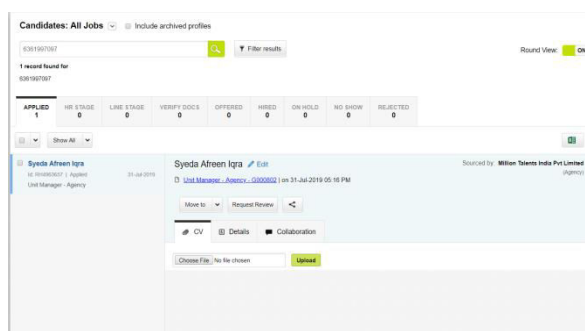 Candidates: All Jobs Include archived profiles
6361997097
Filter results
Round View: ON
1 record found for
6361997097
APPLIED HR STAGE LINE STAGE VERIFY DOCS OFFERED HIRED ON HOLD NO SHOW REJECTED
1 0 0 0 0 0 0 0 0
Show All
Syeda Afreen Iqra
| Applied 31-Jul-2019
Unit Manager - Agency
Syeda Afreen Iqra Edit
Unit Manager - Agency - G000802 | on 31-Jul-2019 05:16 PM
Sourced by: Million Talents India Pvt Limited
(Agency)
Move to Request Review
CV Details Collaboration
Choose File No file chosen Upload